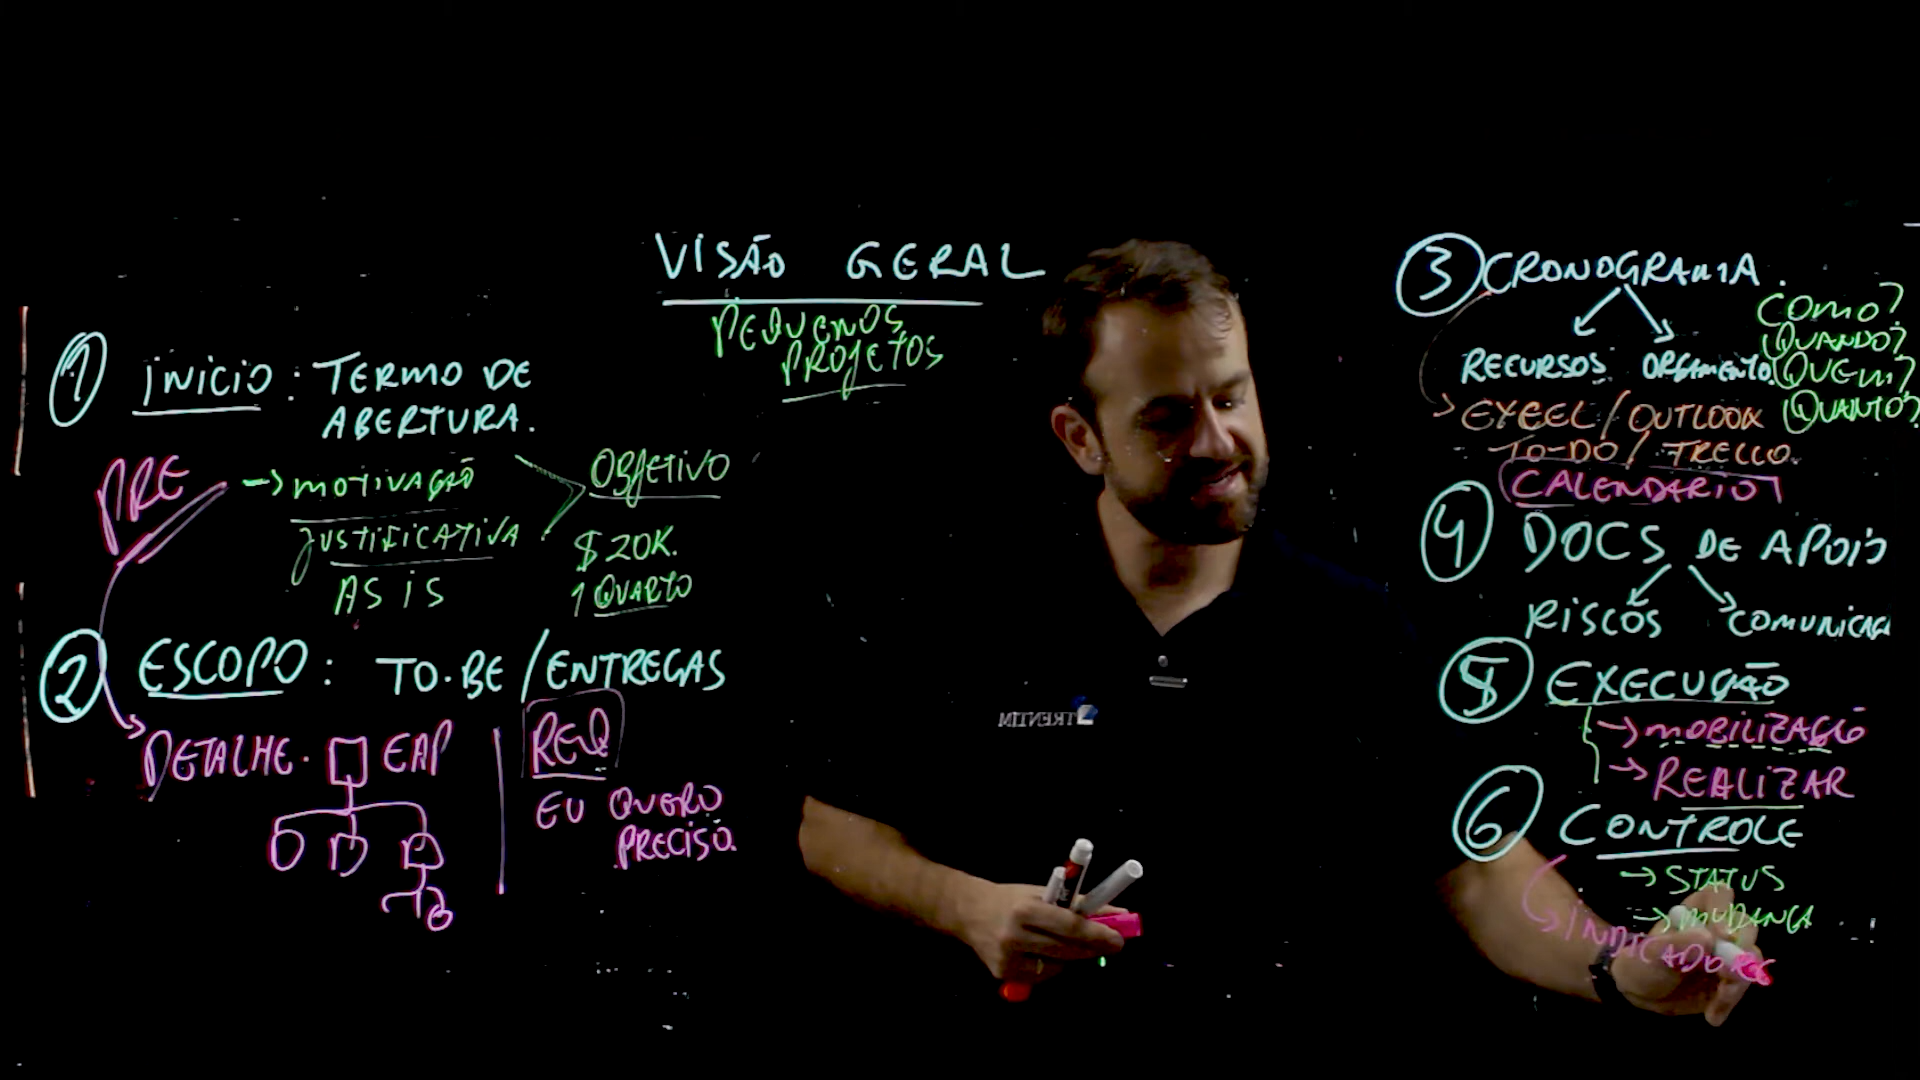 VISÃO GERAL
PEQUENOS
PROJETOS
1 INICIO: TERMO DE
ABERTURA.
PRE
→ MOTIVAÇÃO
JUSTIFICATIVA
AS IS
OBJETIVO
$ 20K.
1 QUARTO
2 ESCOPO: TO.BE / ENTREGAS
DETALHE. EAP
REQ
EU QUERO
PRECISO.
3 CRONOGRAMA.
COMO?
QUANDO?
RECURSOS ORÇAMENTO. QUEM?
→ EXCEL / OUTLOOK QUANTO?
TO-DO / TRELLO.
CALENDARIO
4 DOCS DE APOIO
RISCOS COMUNICAÇ
5 EXECUÇÃO
→ MOBILIZAÇÃO
→ REALIZAR
6 CONTROLE
→ STATUS
→ MUDANÇA
INDICADORES
TRENTIM